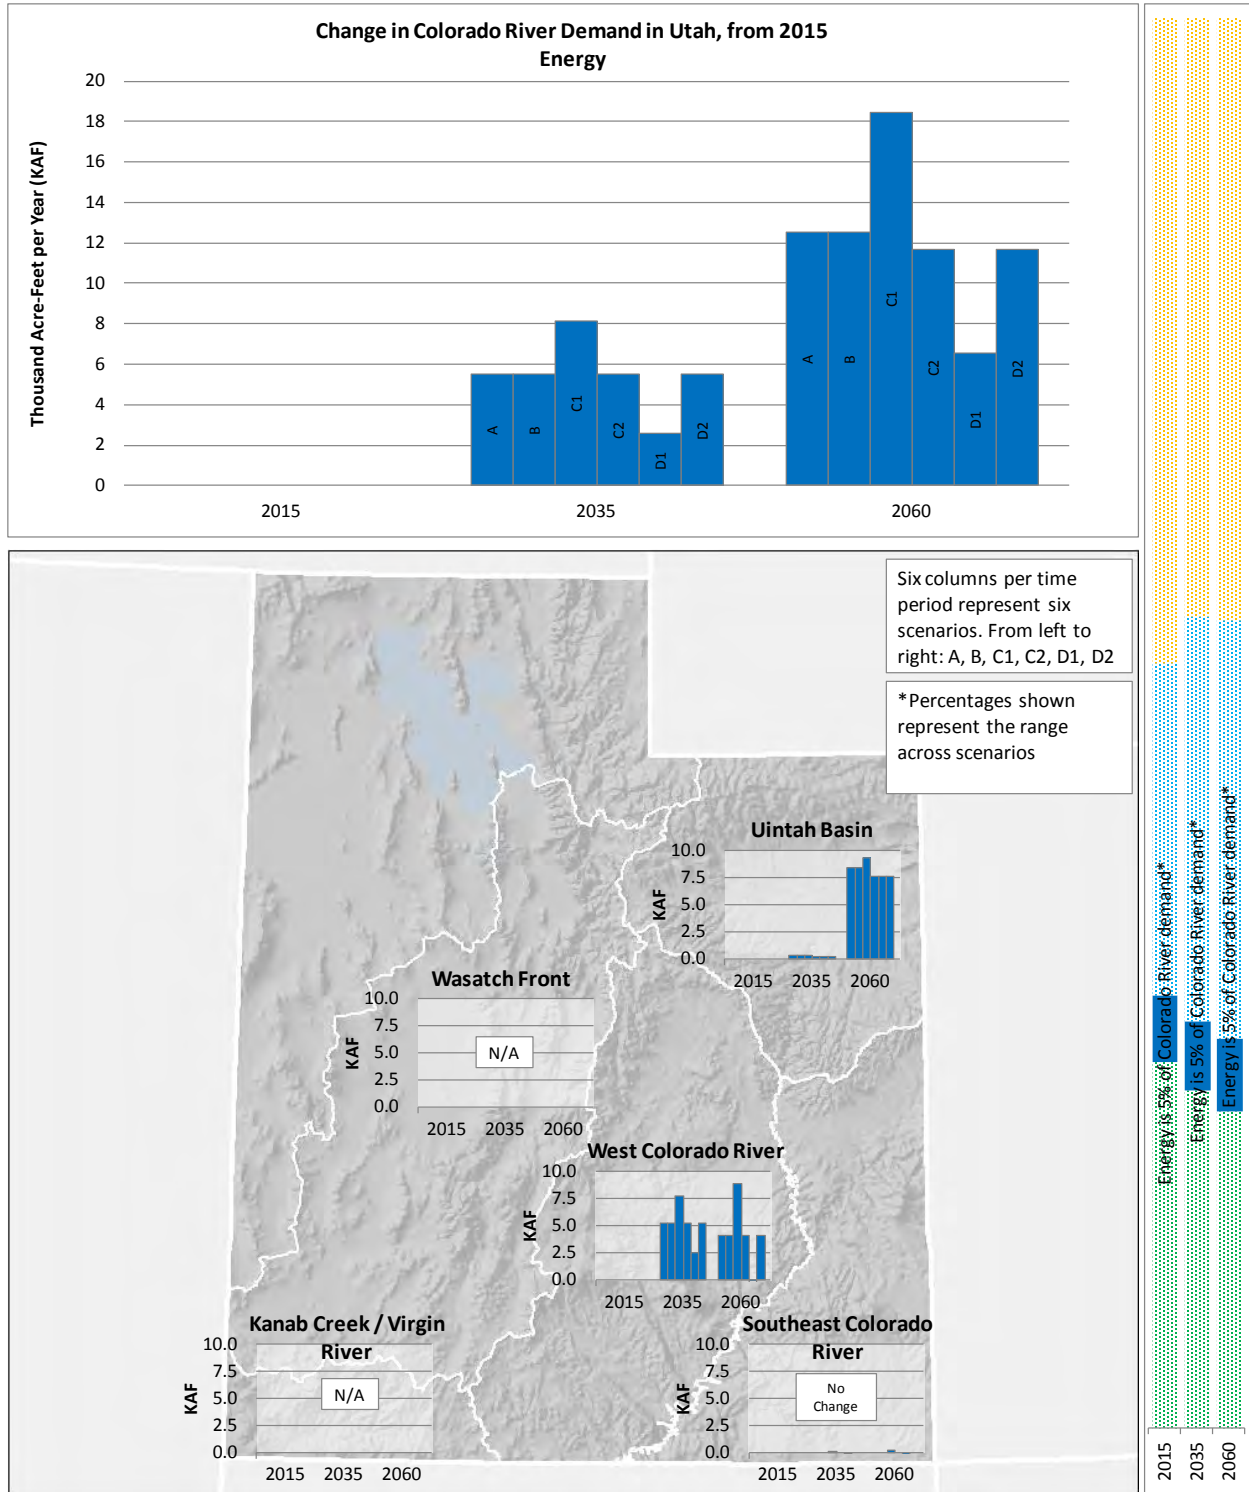 Change in Colorado River Demand in Utah, from 2015
Energy
Thousand Acre-Feet per Year (KAF)
20
18
16
14
12
10
8
6
4
2
0
A
B
C1
C2
D1
D2
A
B
C1
C2
D1
D2
2015
2035
2060
Six columns per time
period represent six
scenarios. From left to
right: A, B, C1, C2, D1, D2
*Percentages shown
represent the range
across scenarios
Uintah Basin
KAF
10.0
7.5
5.0
2.5
0.0
2015
2035
2060
Wasatch Front
KAF
10.0
7.5
5.0
2.5
0.0
N/A
2015
2035
2060
West Colorado River
KAF
10.0
7.5
5.0
2.5
0.0
2015
2035
2060
Kanab Creek / Virgin
River
KAF
10.0
7.5
5.0
2.5
0.0
N/A
2015
2035
2060
Southeast Colorado
River
KAF
10.0
7.5
5.0
2.5
0.0
No
Change
2015
2035
2060
Energy is 5% of Colorado River demand*
Energy is 5% of Colorado River demand*
Energy is 5% of Colorado River demand*
2015
2035
2060